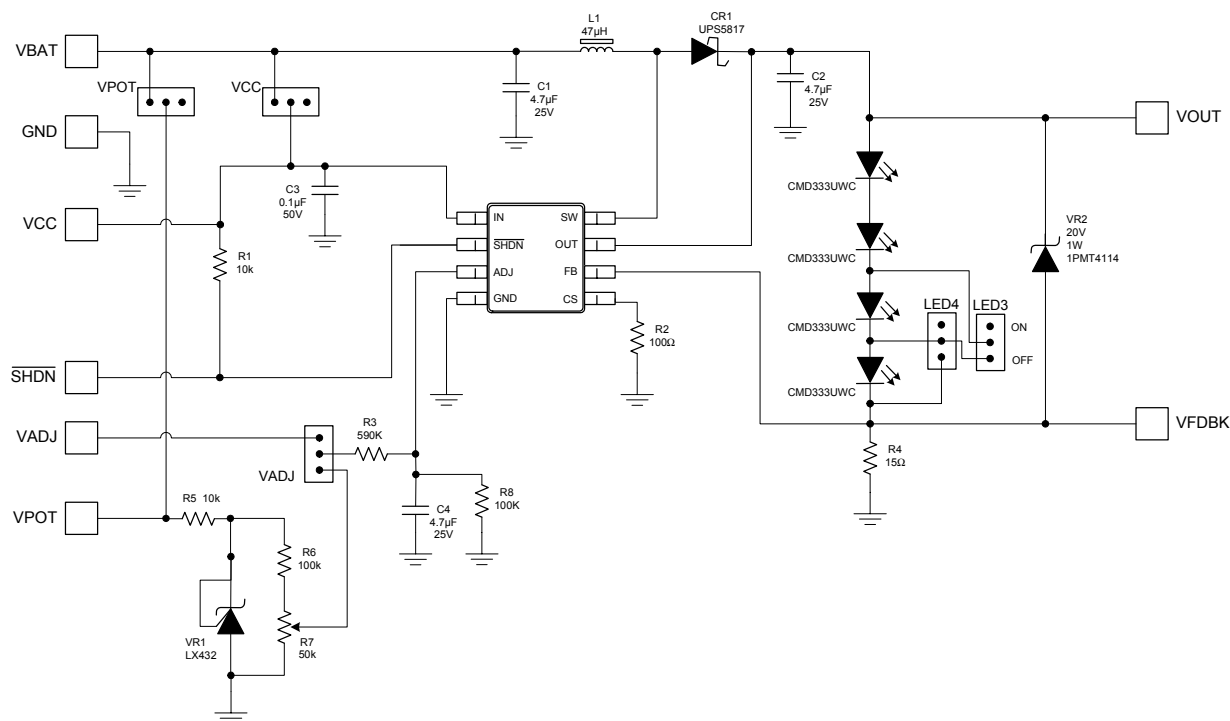 L1
47µH
CR1
UPS5817
VBAT
VPOT
VCC
C1
4.7µF
25V
C2
4.7µF
25V
GND
VOUT
C3
0.1µF
50V
CMD333UWC
VCC
IN
SHDN
ADJ
GND
SW
OUT
FB
CS
VR2
20V
1W
1PMT4114
R1
10k
CMD333UWC
LED4
LED3
ON
OFF
R2
100Ω
CMD333UWC
SHDN
CMD333UWC
VADJ
R3
590K
VFDBK
VADJ
R4
15Ω
R5 10k
VPOT
C4
4.7µF
25V
R8
100K
R6
100k
VR1
LX432
R7
50k